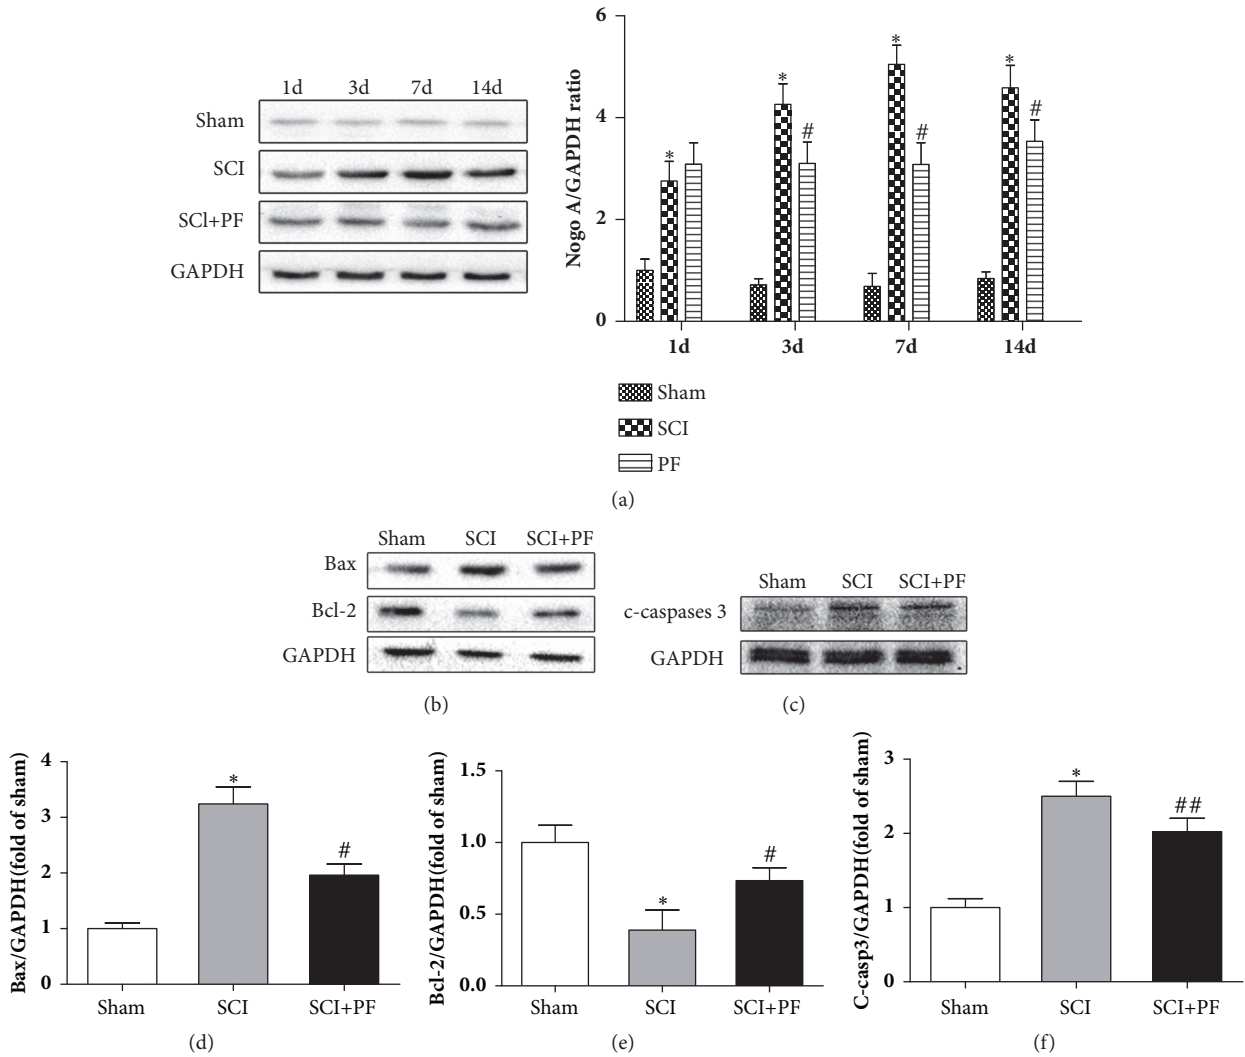 1d 3d 7d 14d
Sham
SCI
SCl+PF
GAPDH
Nogo A/GAPDH ratio
6
4
2
0
* * # * # * #
1d 3d 7d 14d
Sham
SCI
PF
(a)
Sham SCI SCI+PF
Bax
Bcl-2
GAPDH
(b)
Sham SCI SCI+PF
c-caspases 3
GAPDH
(c)
Bax/GAPDH(fold of sham)
4
3
2
1
0
* #
Sham SCI SCI+PF
(d)
Bcl-2/GAPDH(fold of sham)
1.5
1.0
0.5
0.0
* #
Sham SCI SCI+PF
(e)
C-casp3/GAPDH(fold of sham)
3
2
1
0
* ##
Sham SCI SCI+PF
(f)